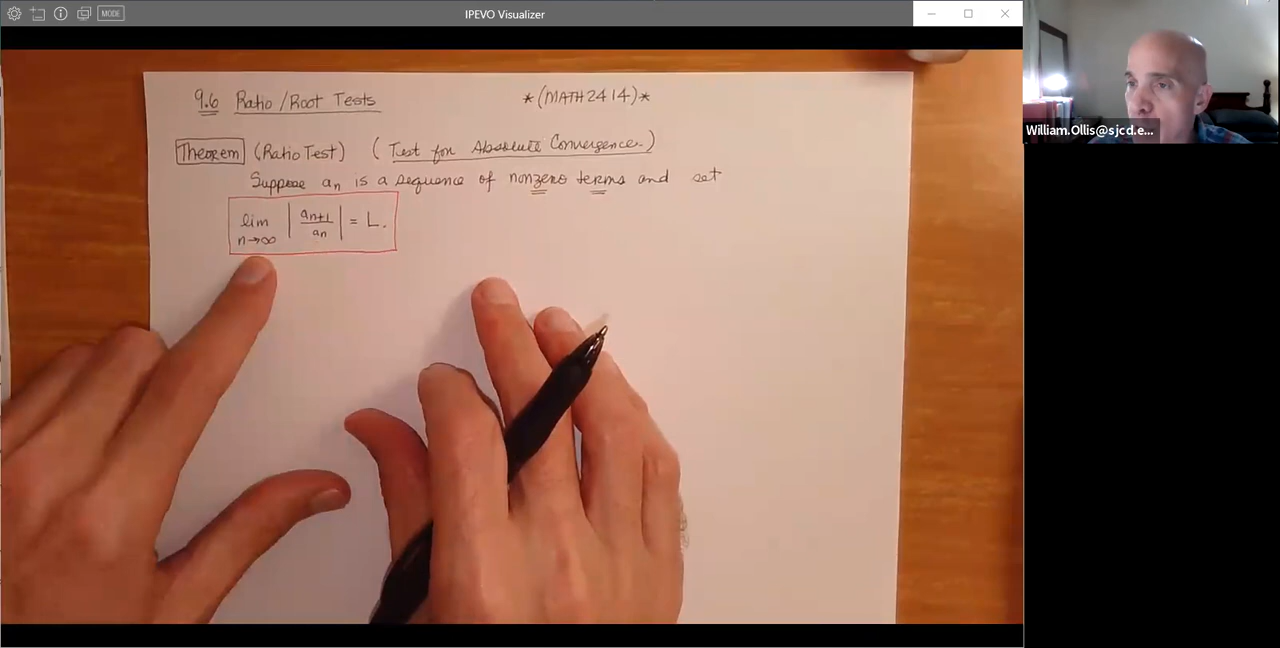 MODE
IPEVO Visualizer
9.6 Ratio/Root Tests *(MATH 2414)*
Theorem (Ratio Test) (Test for Absolute Convergence.)
Suppose aₙ is a sequence of nonzero terms and set
lim n→∞ | aₙ₊₁ / aₙ | = L.
William.Ollis@sjcd.e...